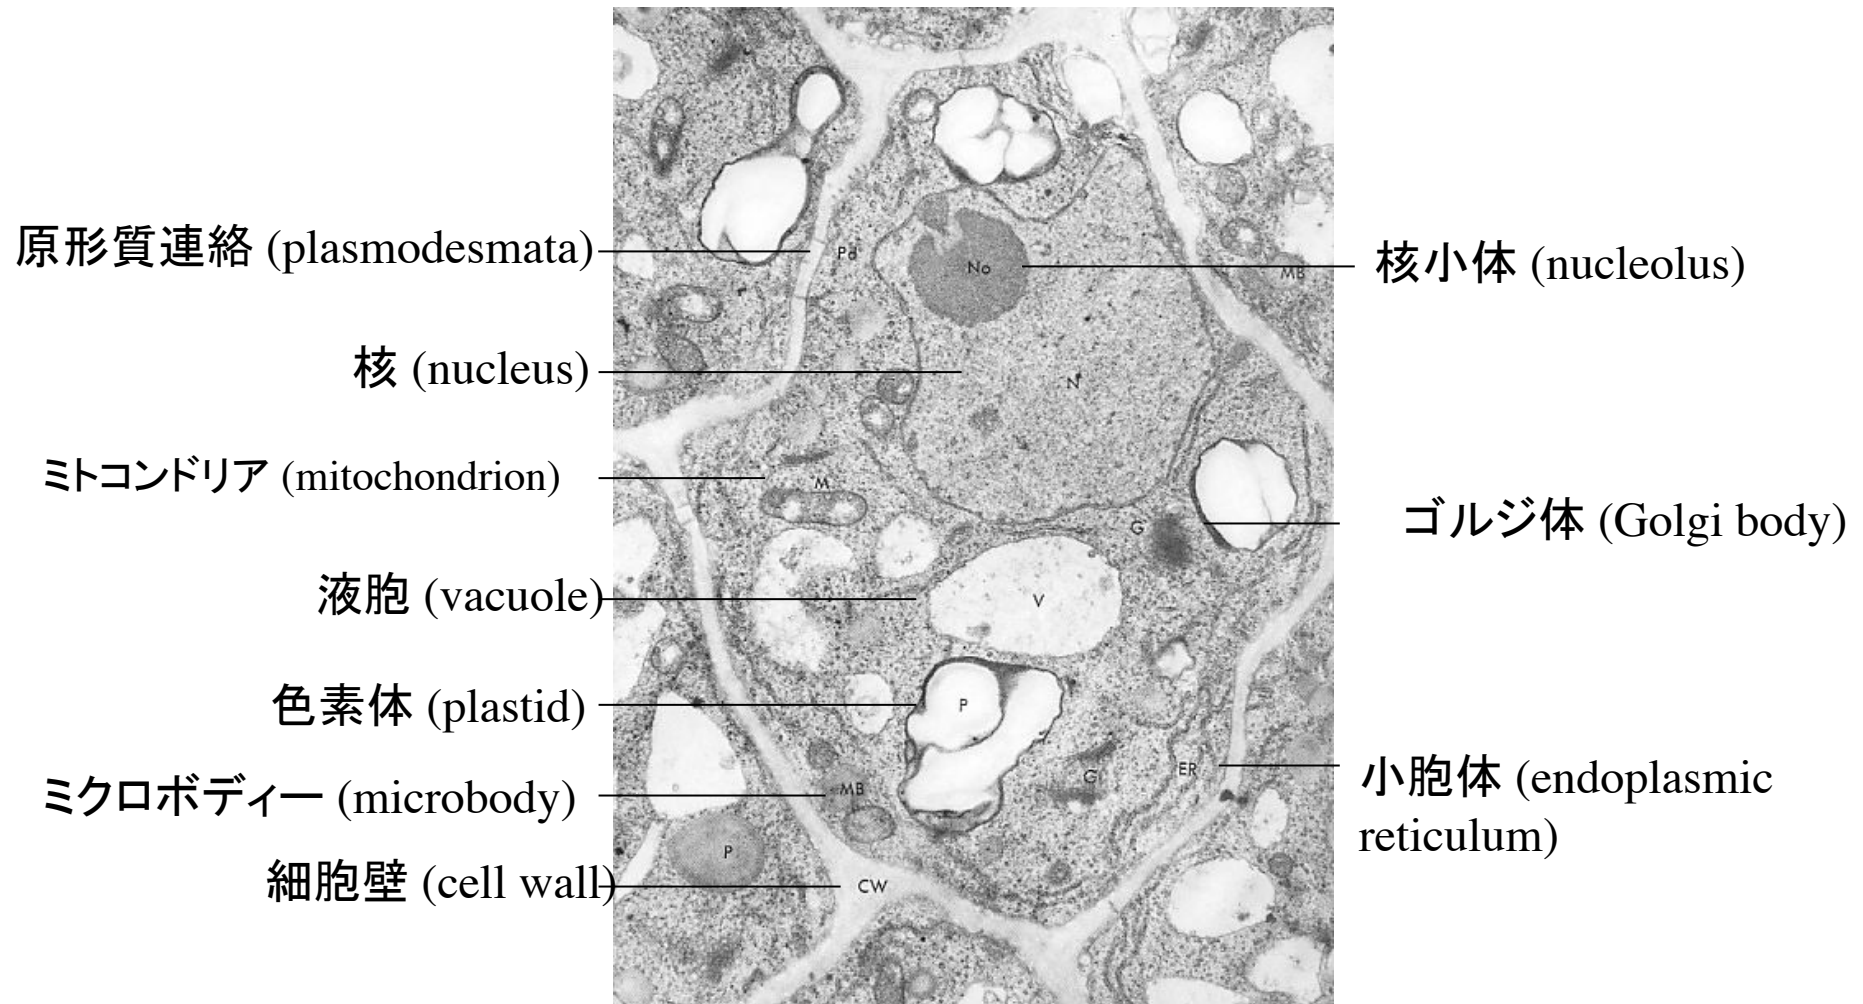 原形質連絡 (plasmodesmata)
核 (nucleus)
ミトコンドリア (mitochondrion)
液胞 (vacuole)
色素体 (plastid)
ミクロボディー (microbody)
細胞壁 (cell wall)
Pd
No
MB
N
M
G
V
P
G
ER
MB
P
CW
核小体 (nucleolus)
ゴルジ体 (Golgi body)
小胞体 (endoplasmic
reticulum)